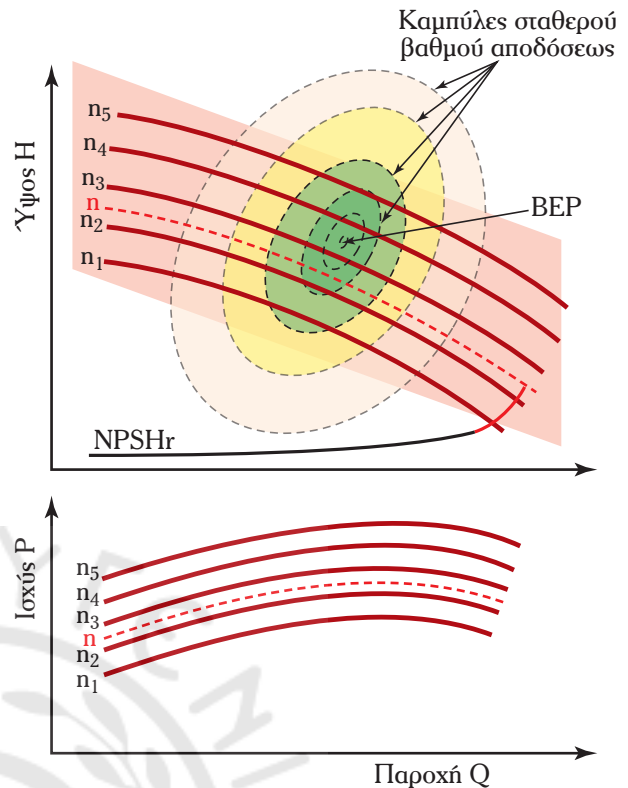 Καμπύλες σταθερού
βαθμού αποδόσεως
Ύψος Η
n5
n4
n3
n
n2
n1
BEP
NPSHr
Ισχύς P
n5
n4
n3
n
n2
n1
Παροχή Q